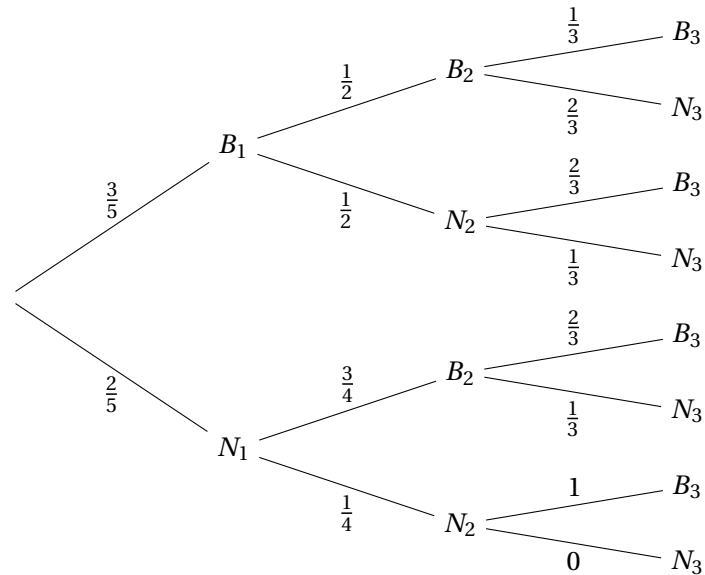 1/3
B₃
B₂
1/2
2/3
N₃
B₁
3/5
2/3
B₃
1/2
N₂
1/3
N₃
2/3
B₃
B₂
3/4
2/5
1/3
N₃
N₁
1
B₃
1/4
N₂
0
N₃